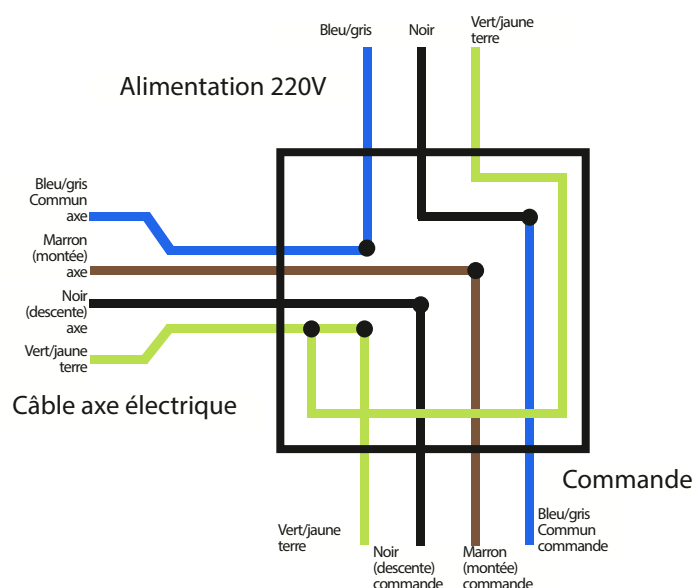 Bleu/gris
Noir
Vert/jaune
terre
Alimentation 220V
Bleu/gris
Commun
axe
Marron
(montée)
axe
Noir
(descente)
axe
Vert/jaune
terre
Câble axe électrique
Commande
Vert/jaune
terre
Noir
(descente)
commande
Marron
(montée)
commande
Bleu/gris
Commun
commande